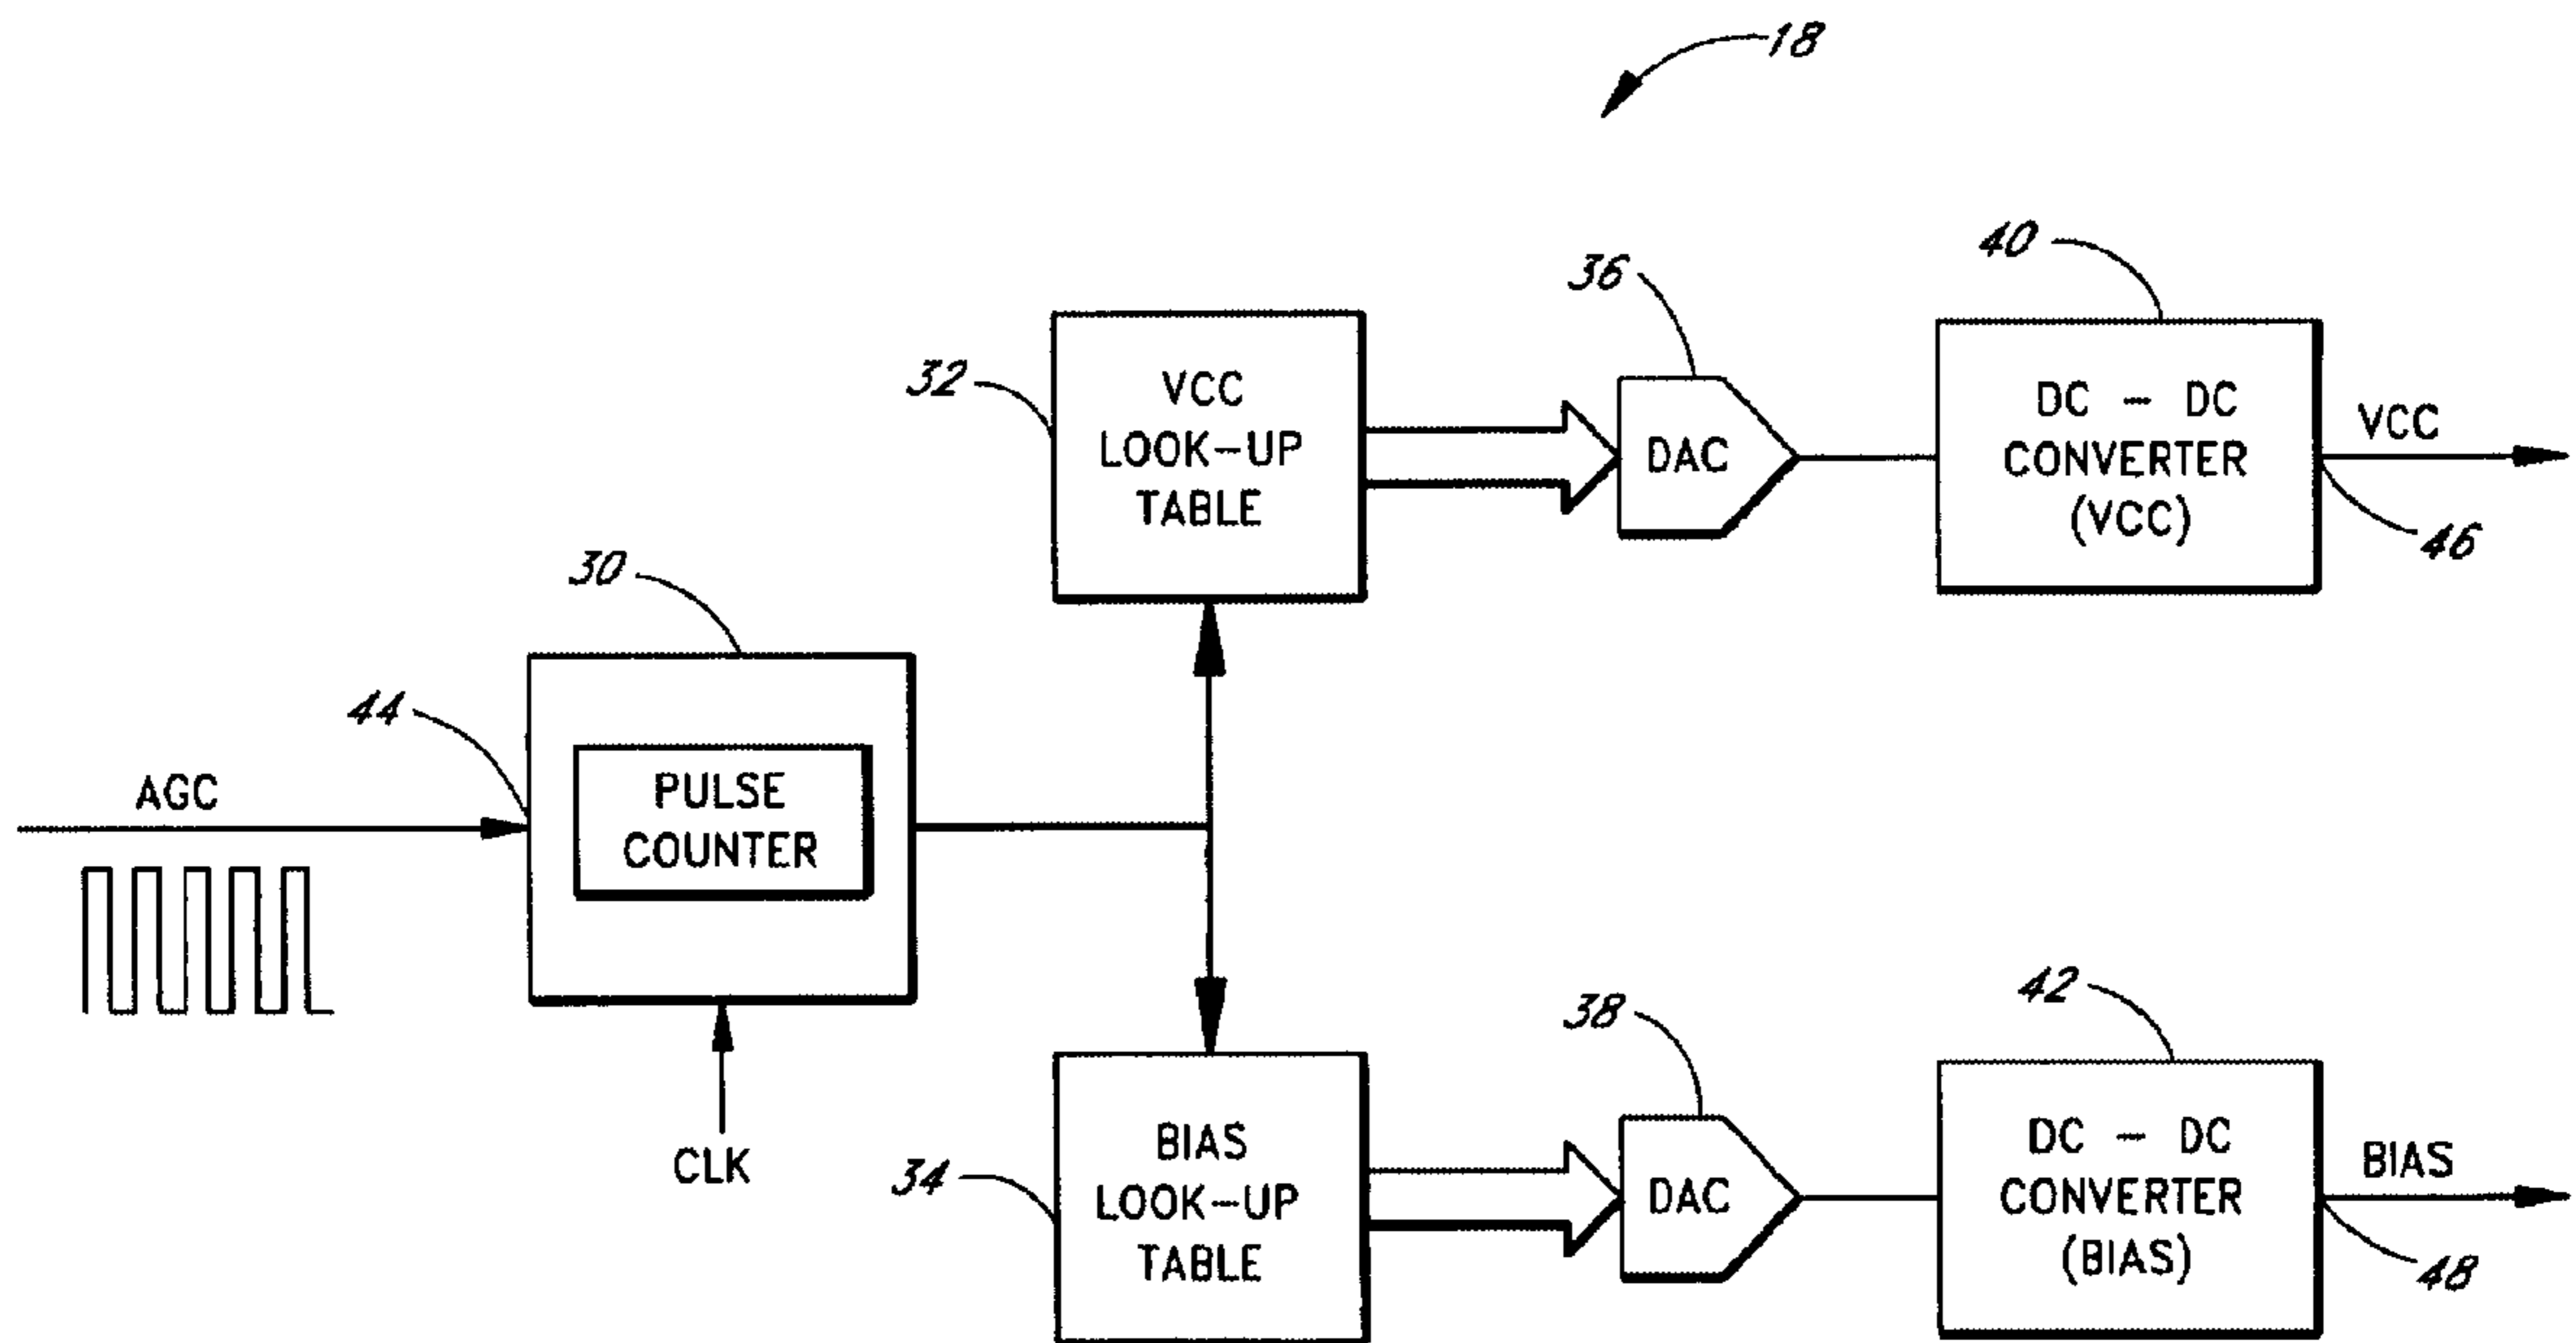 18
40
36
32
VCC
LOOK-UP
TABLE
DAC
DC - DC
CONVERTER
(VCC)
VCC
46
30
44
AGC
PULSE
COUNTER
CLK
42
38
34
BIAS
LOOK-UP
TABLE
DAC
DC - DC
CONVERTER
(BIAS)
BIAS
48